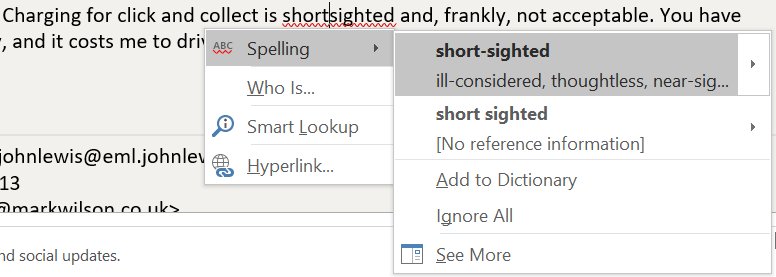 Charging for click and collect is shortsighted and, frankly, not acceptable. You have
, and it costs me to
ABC Spelling
Who Is...
Smart Lookup
Hyperlink...
short-sighted
ill-considered, thoughtless, near-sig...
short sighted
[No reference information]
Add to Dictionary
Ignore All
See More
johnlewis@eml.johnlew
13
@markwilson.co.uk>
nd social updates.